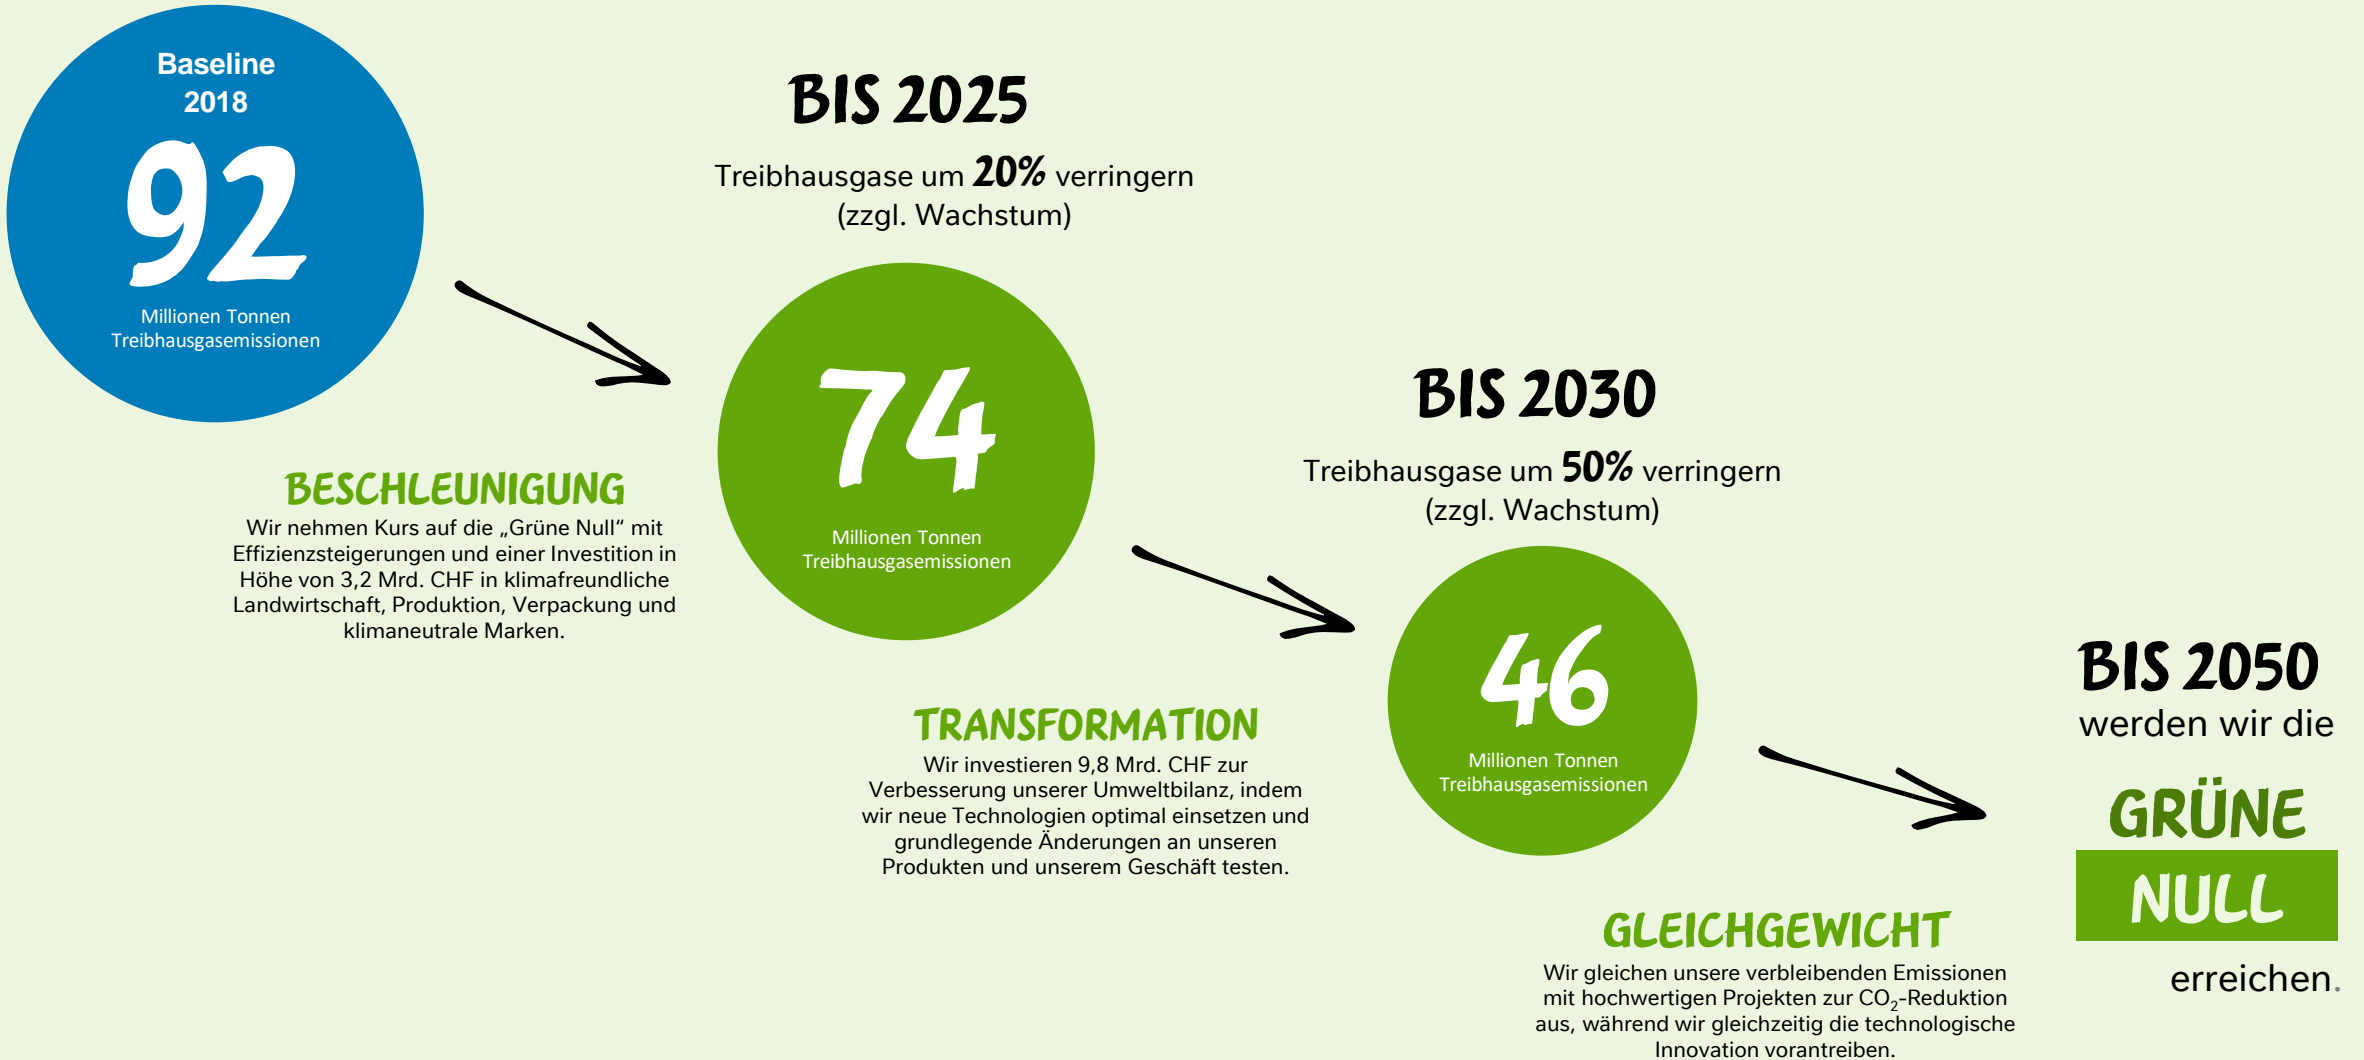 Baseline
2018
92
Millionen Tonnen
Treibhausgasemissionen
BIS 2025
Treibhausgase um 20% verringern
(zzgl. Wachstum)
74
Millionen Tonnen
Treibhausgasemissionen
BESCHLEUNIGUNG
Wir nehmen Kurs auf die „Grüne Null“ mit
Effizienzsteigerungen und einer Investition in
Höhe von 3,2 Mrd. CHF in klimafreundliche
Landwirtschaft, Produktion, Verpackung und
klimaneutrale Marken.
BIS 2030
Treibhausgase um 50% verringern
(zzgl. Wachstum)
46
Millionen Tonnen
Treibhausgasemissionen
TRANSFORMATION
Wir investieren 9,8 Mrd. CHF zur
Verbesserung unserer Umweltbilanz, indem
wir neue Technologien optimal einsetzen und
grundlegende Änderungen an unseren
Produkten und unserem Geschäft testen.
BIS 2050
werden wir die
GRÜNE
NULL
erreichen.
GLEICHGEWICHT
Wir gleichen unsere verbleibenden Emissionen
mit hochwertigen Projekten zur CO₂-Reduktion
aus, während wir gleichzeitig die technologische
Innovation vorantreiben.